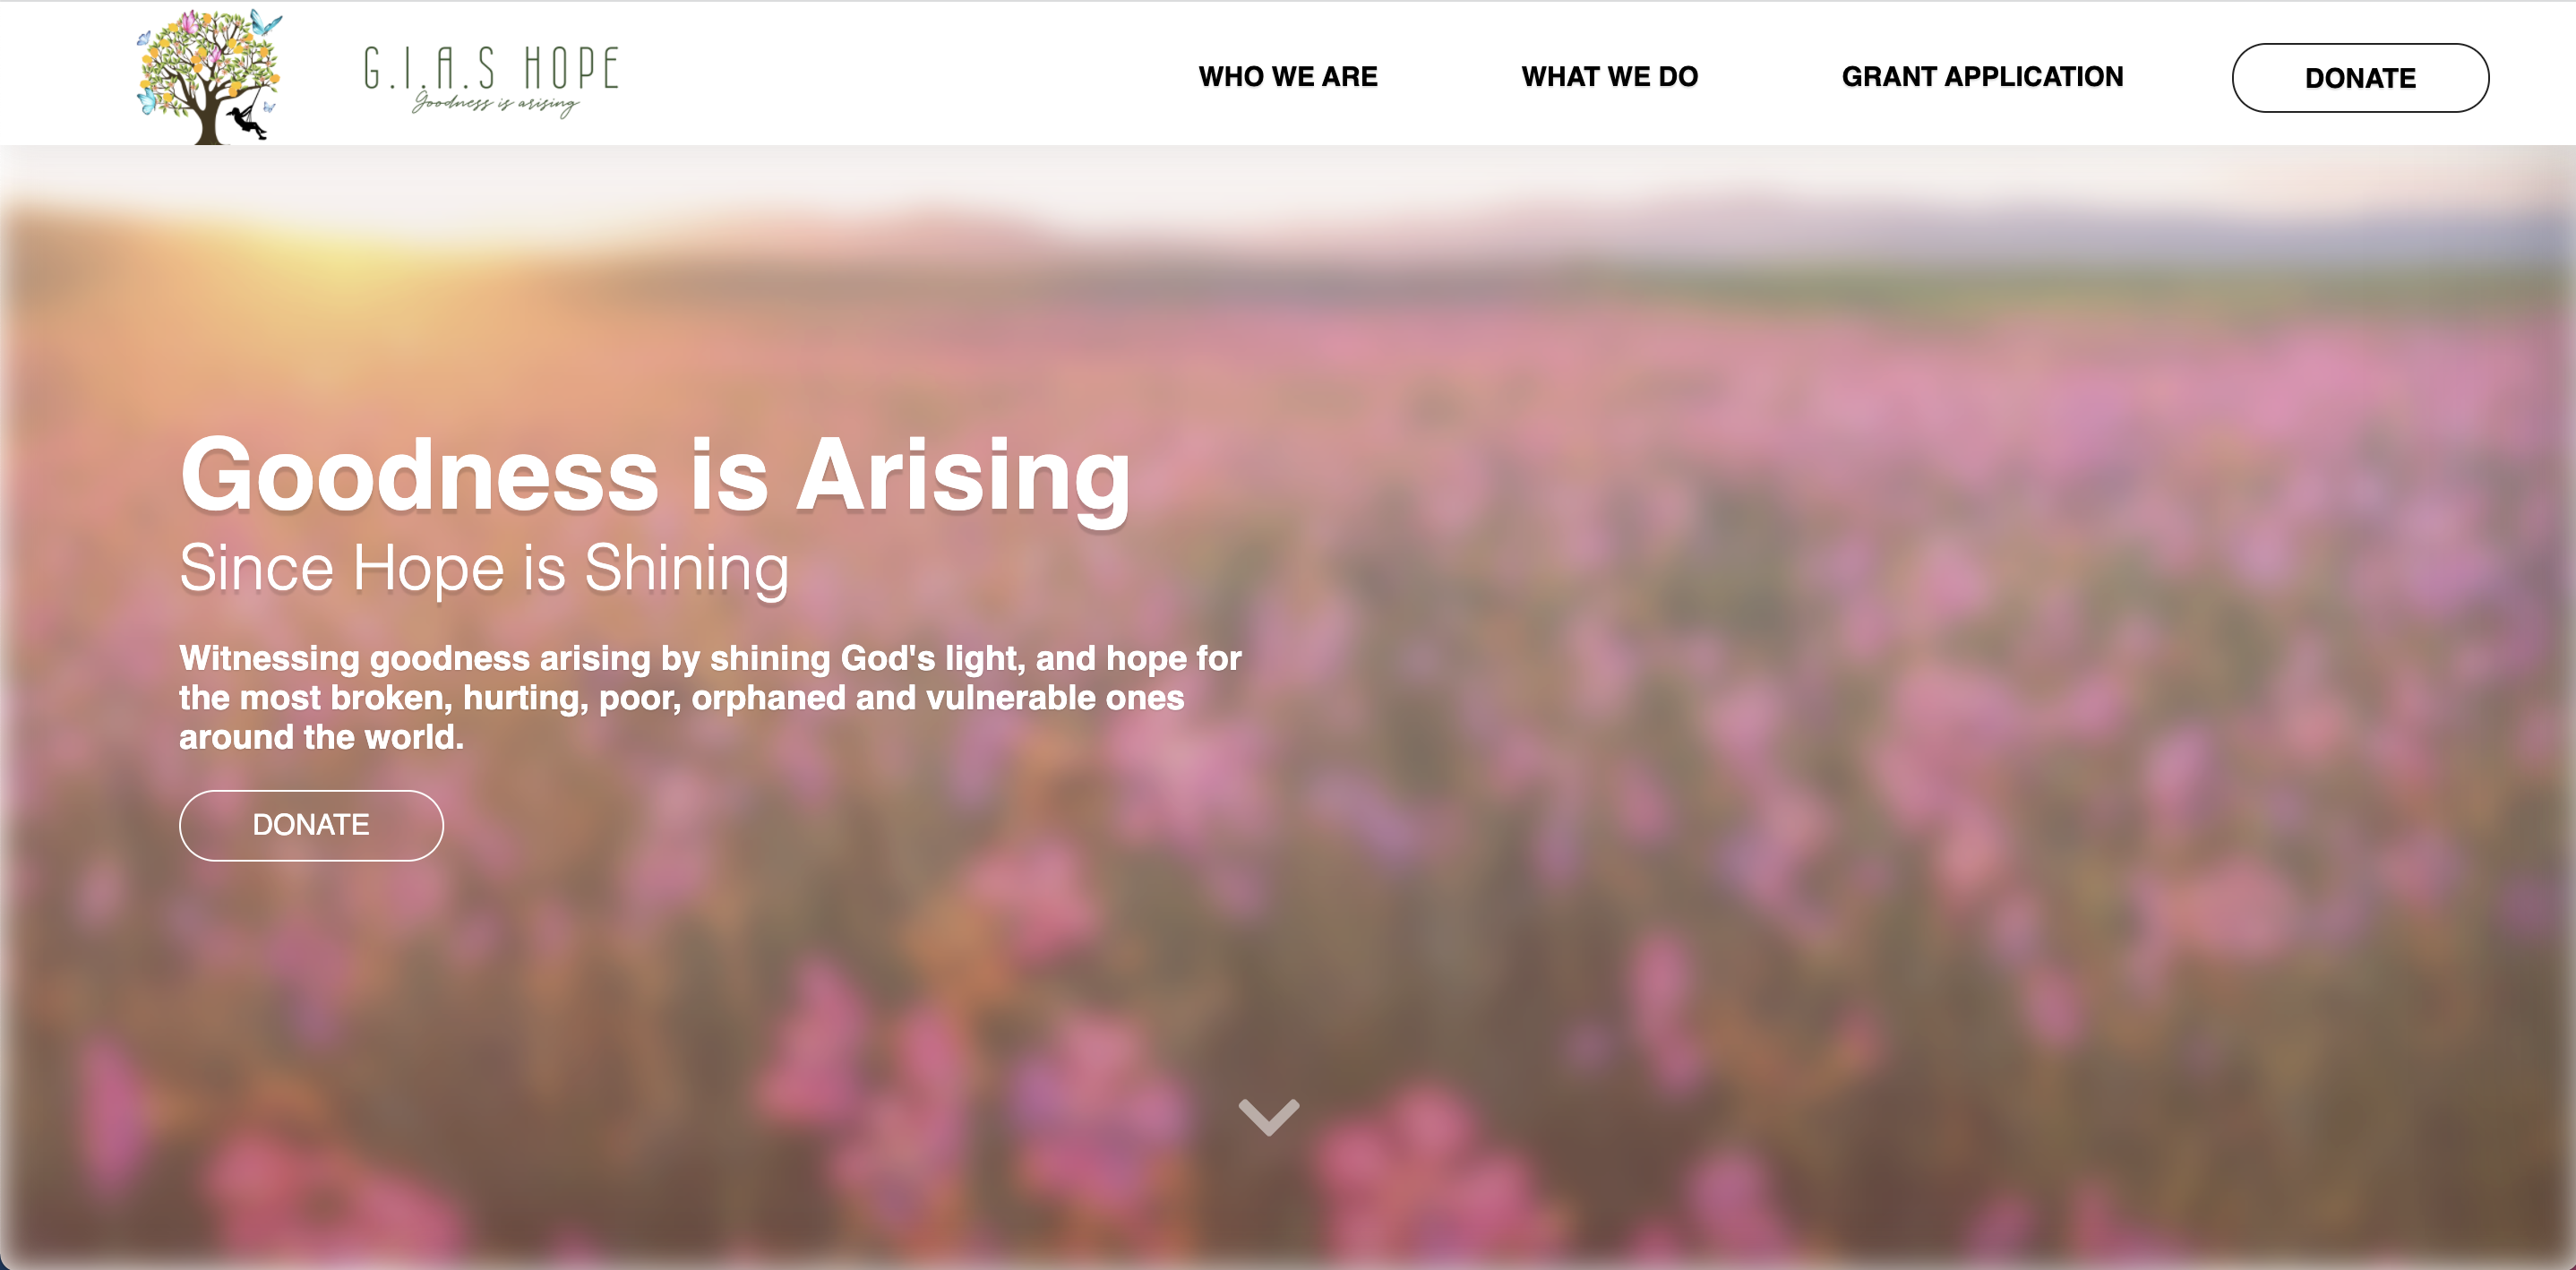 G.I.A.S HOPE
Goodness is arising
WHO WE ARE
WHAT WE DO
GRANT APPLICATION
DONATE
Goodness is Arising
Since Hope is Shining
Witnessing goodness arising by shining God's light, and hope for
the most broken, hurting, poor, orphaned and vulnerable ones
around the world.
DONATE